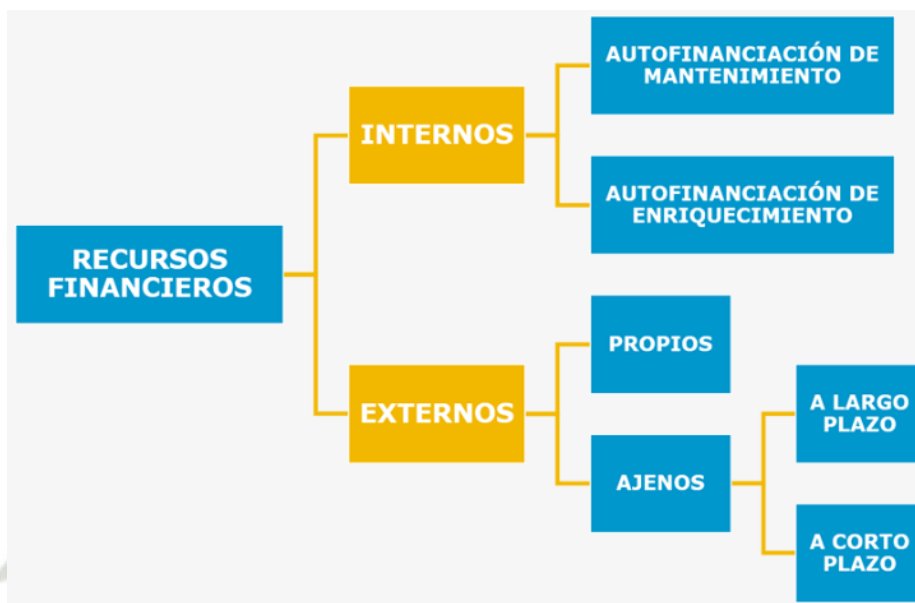 AUTOFINANCIACIÓN DE
MANTENIMIENTO
INTERNOS
AUTOFINANCIACIÓN DE
ENRIQUECIMIENTO
RECURSOS
FINANCIEROS
PROPIOS
EXTERNOS
A LARGO
PLAZO
AJENOS
A CORTO
PLAZO